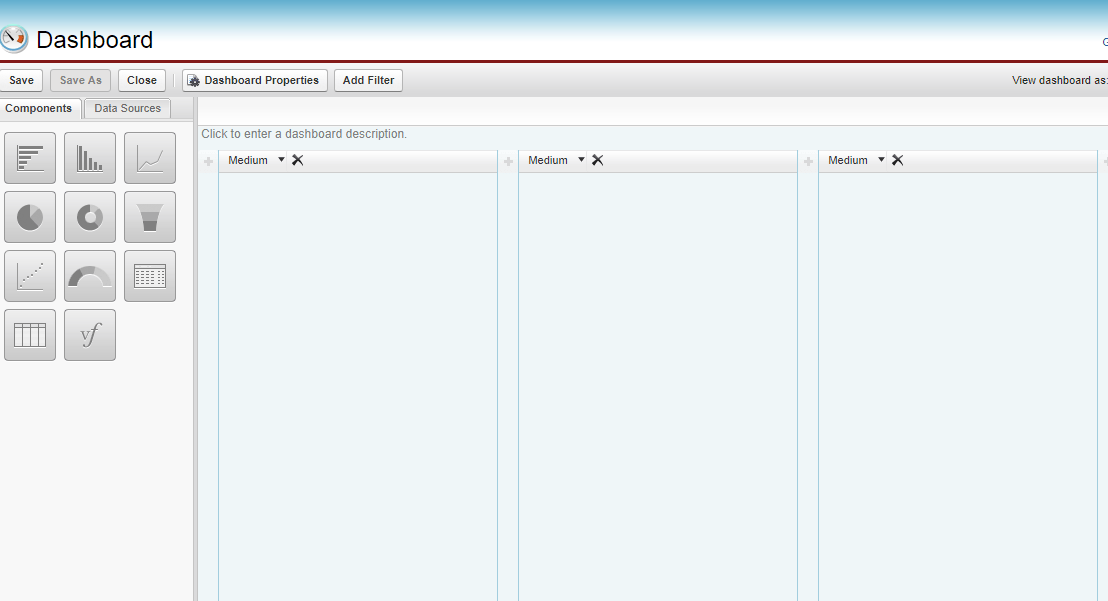 Dashboard
Save Save As Close Dashboard Properties Add Filter View dashboard as:
Components Data Sources
Click to enter a dashboard description.
Medium Medium Medium
vf